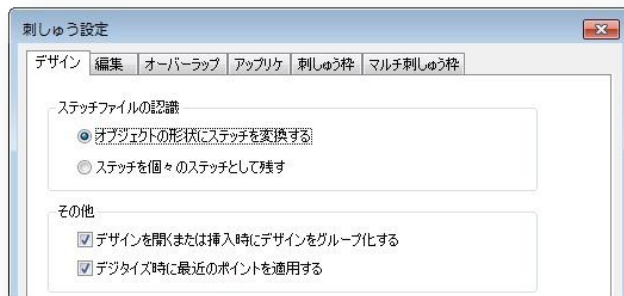 刺しゅう設定
デザイン 編集 オーバーラップ アップリケ 刺しゅう枠 マルチ刺しゅう枠
ステッチファイルの認識
オブジェクトの形状にステッチを変換する
ステッチを個々のステッチとして残す
その他
デザインを開くまたは挿入時にデザインをグループ化する
デジタイズ時に最近のポイントを適用する